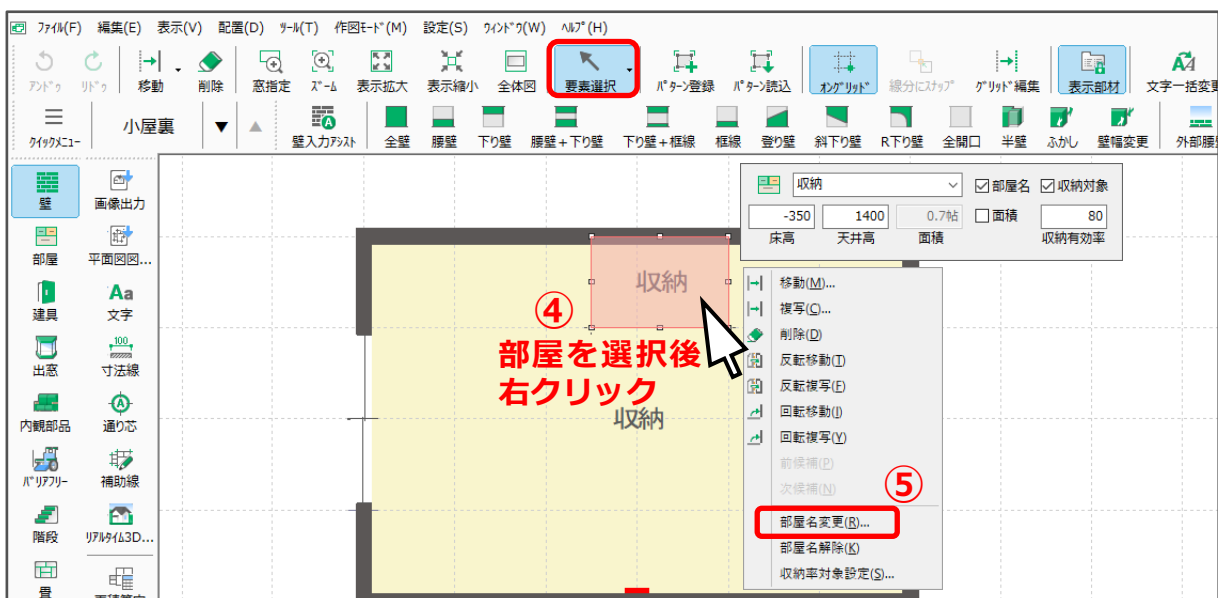 ﾌｧｲﾙ(F) 編集(E) 表示(V) 配置(D) ﾂｰﾙ(T) 作図ﾓｰﾄﾞ(M) 設定(S) ｳｨﾝﾄﾞｳ(W) ﾍﾙﾌﾟ(H)
ｱﾝﾄﾞｩ ﾘﾄﾞｩ 移動 削除 窓指定 ｽﾞｰﾑ 表示拡大 表示縮小 全体図 要素選択 ﾊﾟﾀｰﾝ登録 ﾊﾟﾀｰﾝ読込 ｵﾝｸﾞﾘｯﾄﾞ 線分にｽﾅｯﾌﾟ ｸﾞﾘｯﾄﾞ編集 表示部材 文字一括変更
ｸｲｯｸﾒﾆｭｰ 小屋裏 ▼ ▲ 壁入力ｱｼｽﾄ 全壁 腰壁 下り壁 腰壁+下り壁 下り壁+框線 框線 登り壁 斜下り壁 R下り壁 全開口 半壁 ふかし 壁幅変更 外部腰
壁 画像出力
部屋 平面図図...
建具 文字
出窓 寸法線
内観部品 通り芯
ﾊﾞﾘｱﾌﾘｰ 補助線
階段 ﾘｱﾙﾀｲﾑ3D...
畳
収納 部屋名 収納対象
-350 1400 0.7帖 面積 80
床高 天井高 面積 収納有効率
収納
④
部屋を選択後
右クリック
収納
移動(M)...
複写(C)...
削除(D)
反転移動(T)
反転複写(F)
回転移動(I)
回転複写(Y)
前候補(P)
次候補(N)
⑤
部屋名変更(R)...
部屋名解除(K)
収納率対象設定(S)...